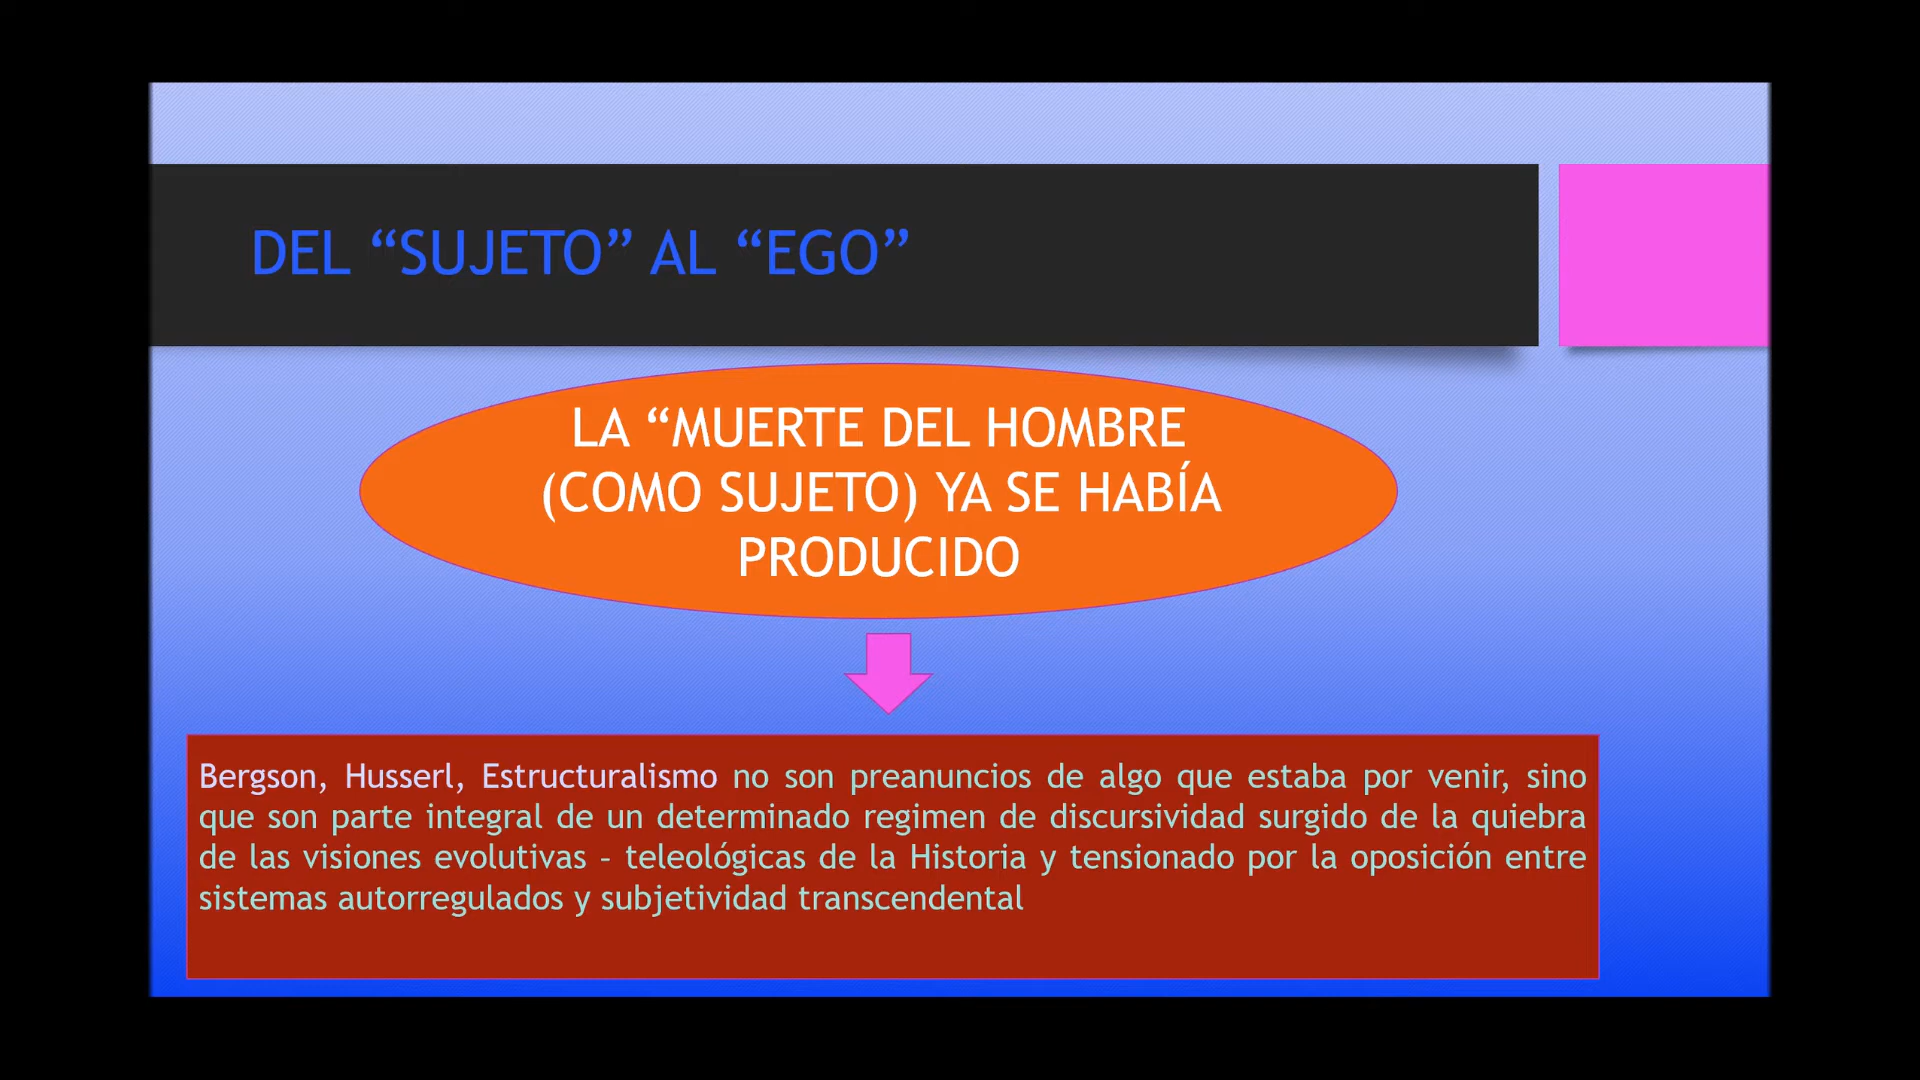 DEL “SUJETO” AL “EGO”
LA “MUERTE DEL HOMBRE
(COMO SUJETO) YA SE HABÍA
PRODUCIDO
Bergson, Husserl, Estructuralismo no son preanuncios de algo que estaba por venir, sino
que son parte integral de un determinado regimen de discursividad surgido de la quiebra
de las visiones evolutivas – teleológicas de la Historia y tensionado por la oposición entre
sistemas autorregulados y subjetividad transcendental